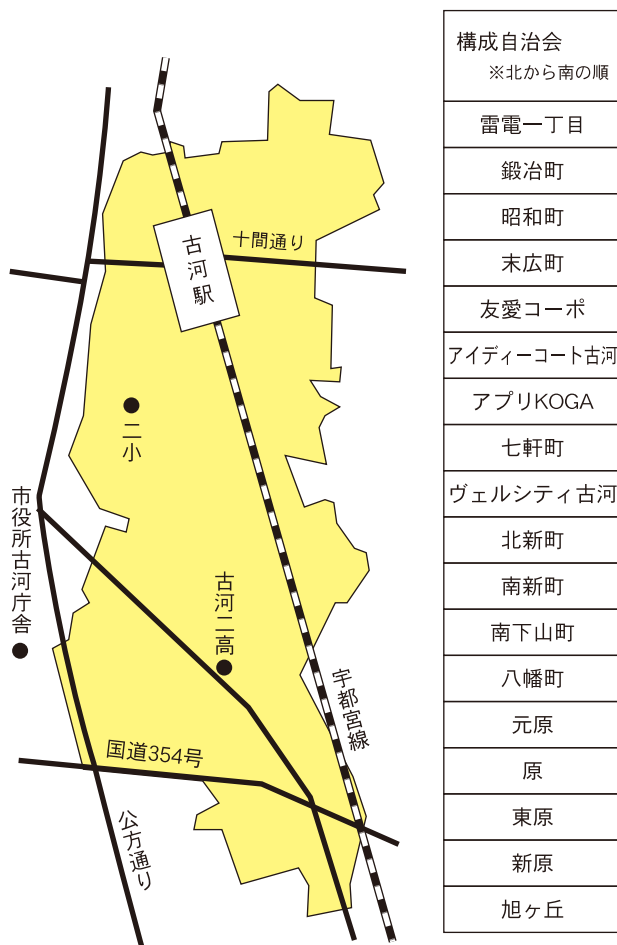 十間通り
古河駅
二小
市役所古河庁舎
古河二高
宇都宮線
国道354号
公方通り
構成自治会
※北から南の順
雷電一丁目
鍛冶町
昭和町
末広町
友愛コーポ
アイディーコート古河
アプリKOGA
七軒町
ヴェルシティ古河
北新町
南新町
南下山町
八幡町
元原
原
東原
新原
旭ヶ丘